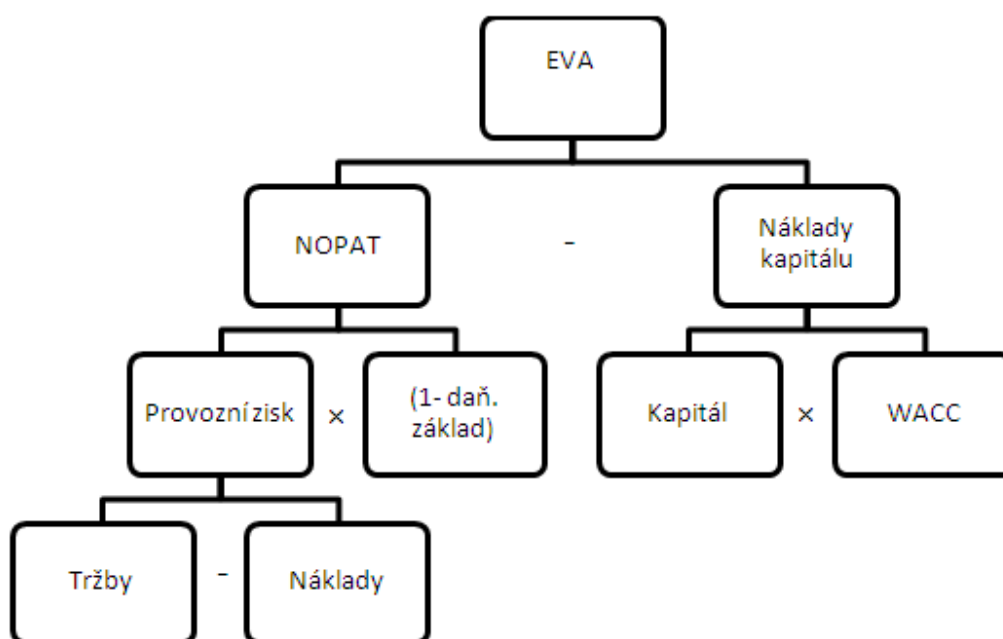 EVA
NOPAT
-
Náklady
kapitálu
Provozní zisk
×
(1- daň.
základ)
Kapitál
×
WACC
Tržby
-
Náklady